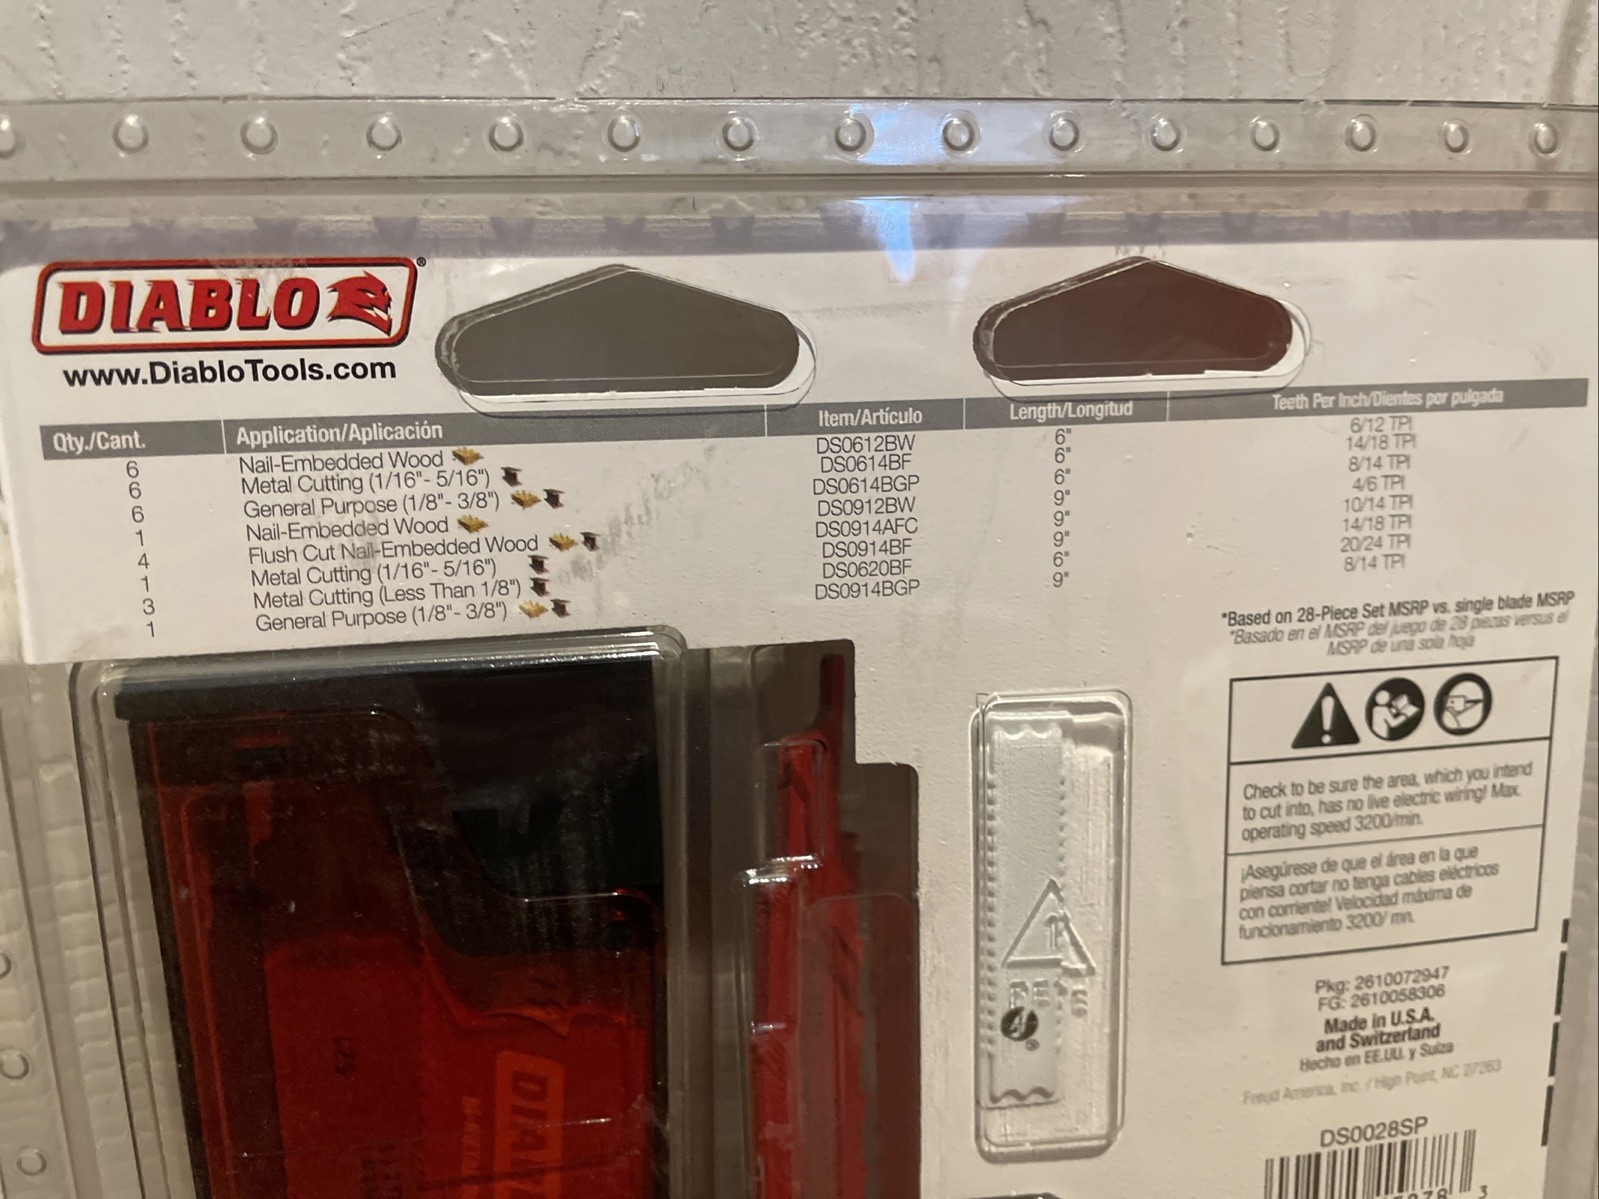 DIABLO®
www.DiabloTools.com
Qty./Cant. Application/Aplicación Item/Artículo Length/Longitud Teeth Per Inch/Dientes por pulgada
6 Nail-Embedded Wood DS0612BW 6" 6/12 TPI
6 Metal Cutting (1/16"- 5/16") DS0614BF 6" 14/18 TPI
6 General Purpose (1/8"- 3/8") DS0614BGP 6" 8/14 TPI
1 Nail-Embedded Wood DS0912BW 9" 4/6 TPI
4 Flush Cut Nail-Embedded Wood DS0914AFC 9" 10/14 TPI
1 Metal Cutting (1/16"- 5/16") DS0914BF 9" 14/18 TPI
3 Metal Cutting (Less Than 1/8") DS0620BF 6" 20/24 TPI
1 General Purpose (1/8"- 3/8") DS0914BGP 9" 8/14 TPI
*Based on 28-Piece Set MSRP vs. single blade MSRP
*Basado en el MSRP del juego de 28 piezas versus el
MSRP de una sola hoja
Check to be sure the area, which you intend
to cut into, has no live electric wiring! Max.
operating speed 3200/min.
¡Asegúrese de que el área en la que
piensa cortar no tenga cables eléctricos
con corriente! Velocidad máxima de
funcionamiento 3200/ mn.
Pkg: 2610072947
FG: 2610058306
Made in U.S.A.
and Switzerland
Hecho en EE.UU. y Suiza
Freud America, Inc. / High Point, NC 27263
DS0028SP